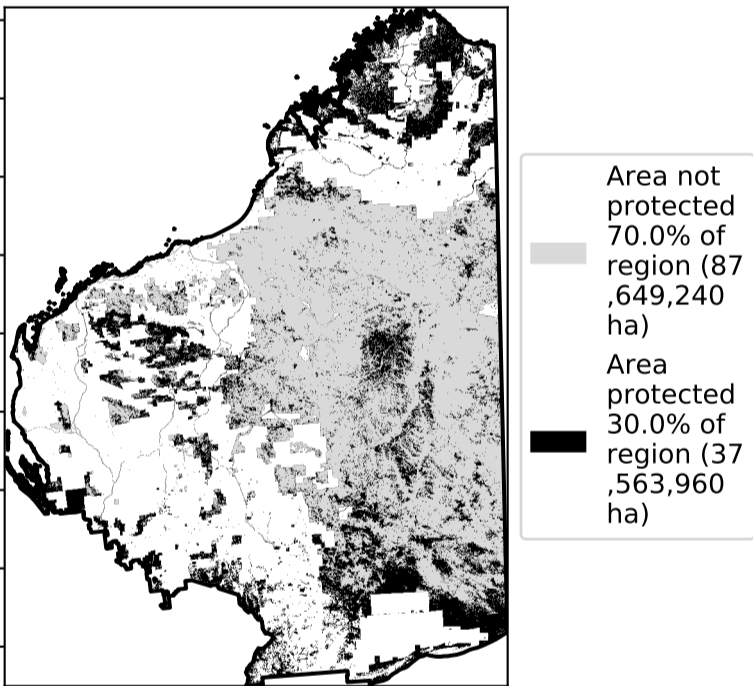 Area not
protected
70.0% of
region (87
,649,240
ha)
Area
protected
30.0% of
region (37
,563,960
ha)